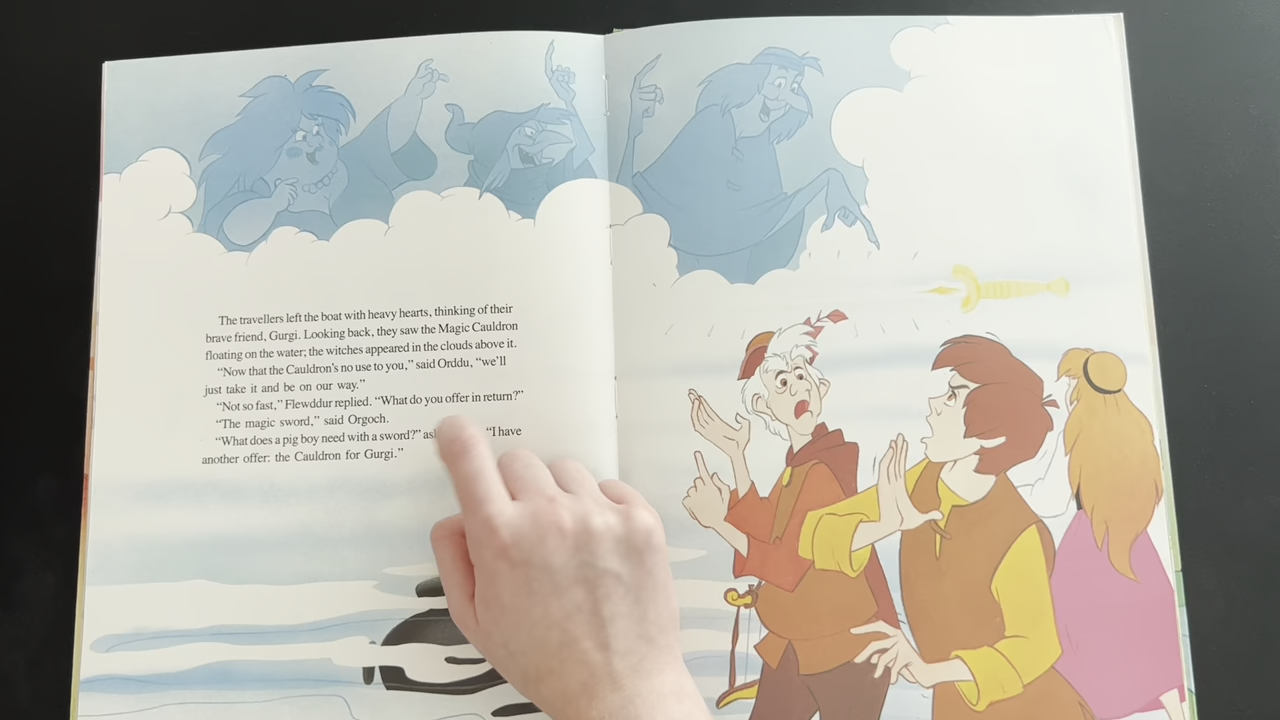 The travellers left the boat with heavy hearts, thinking of their
brave friend, Gurgi. Looking back, they saw the Magic Cauldron
floating on the water; the witches appeared in the clouds above it.
“Now that the Cauldron’s no use to you,” said Orddu, “we’ll
just take it and be on our way.”
“Not so fast,” Flewddur replied. “What do you offer in return?”
“The magic sword,” said Orgoch.
“What does a pig boy need with a sword?” “I have
another offer: the Cauldron for Gurgi.”